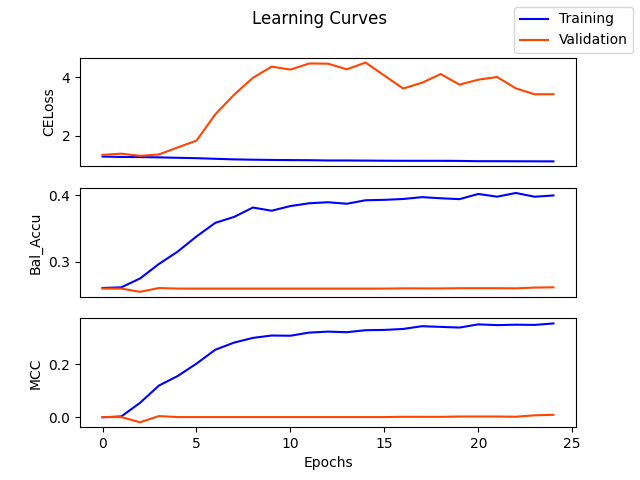 Learning Curves
Training
Validation
CELoss
4
2
Bal_Accu
0.4
0.3
MCC
0.2
0.0
0 5 10 15 20 25
Epochs